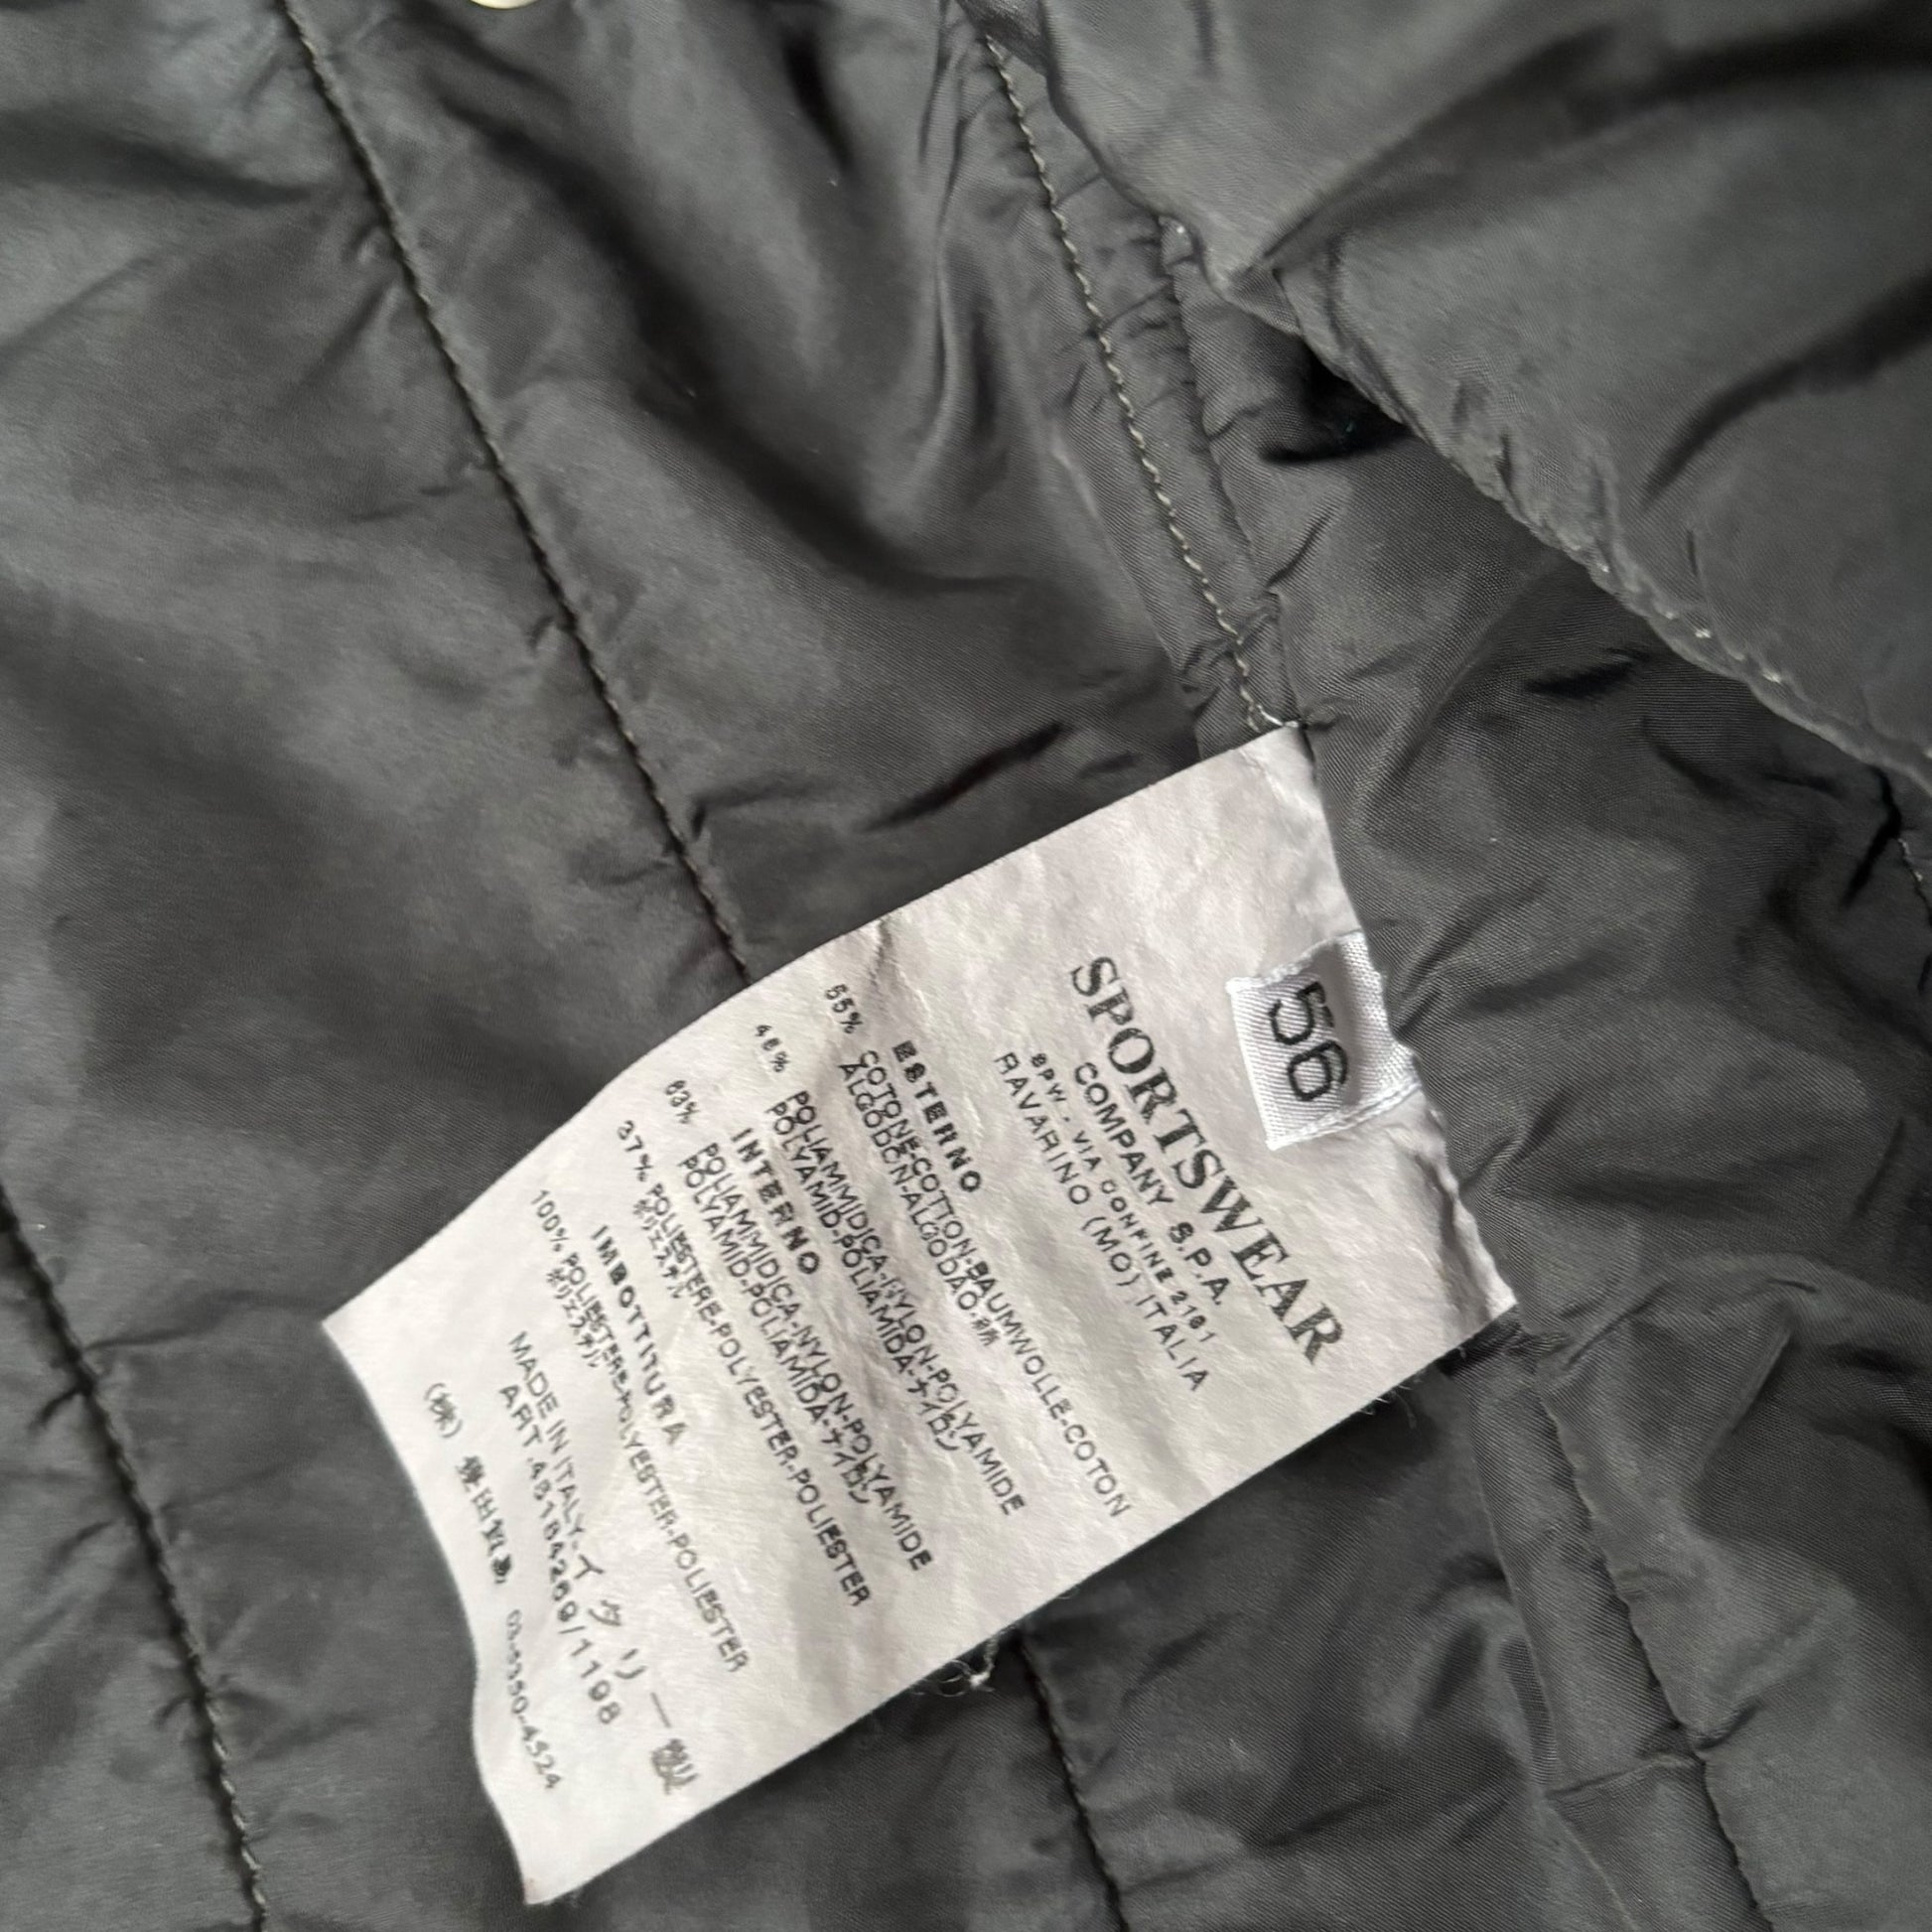 56
SPORTSWEAR
COMPANY S.P.A.
SPW - VIA CONFINE 2161
RAVARINO (MO) ITALIA
ESTERNO
55% COTONE-COTTON-BAUMWOLLE-COTON
ALGODON-ALGODAO-綿
POLIAMMIDICA-NYLON-POLYAMIDE
POLYAMID-POLIAMIDA-ナイロン
INTERNO
63% POLIAMMIDICA-NYLON-POLYAMIDE
POLYAMID-POLIAMIDA-ナイロン
37% POLIESTERE-POLYESTER-POLIESTER
ポリエステル
IMBOTTITURA
100% POLIESTERE-POLYESTER-POLIESTER
ポリエステル
MADE IN ITALY-イタリー製
ART.